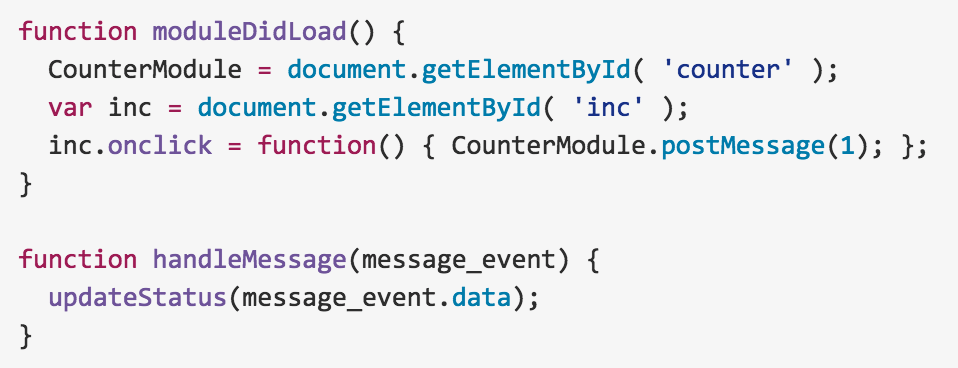 function moduleDidLoad() {
  CounterModule = document.getElementById( 'counter' );
  var inc = document.getElementById( 'inc' );
  inc.onclick = function() { CounterModule.postMessage(1); };
}

function handleMessage(message_event) {
  updateStatus(message_event.data);
}